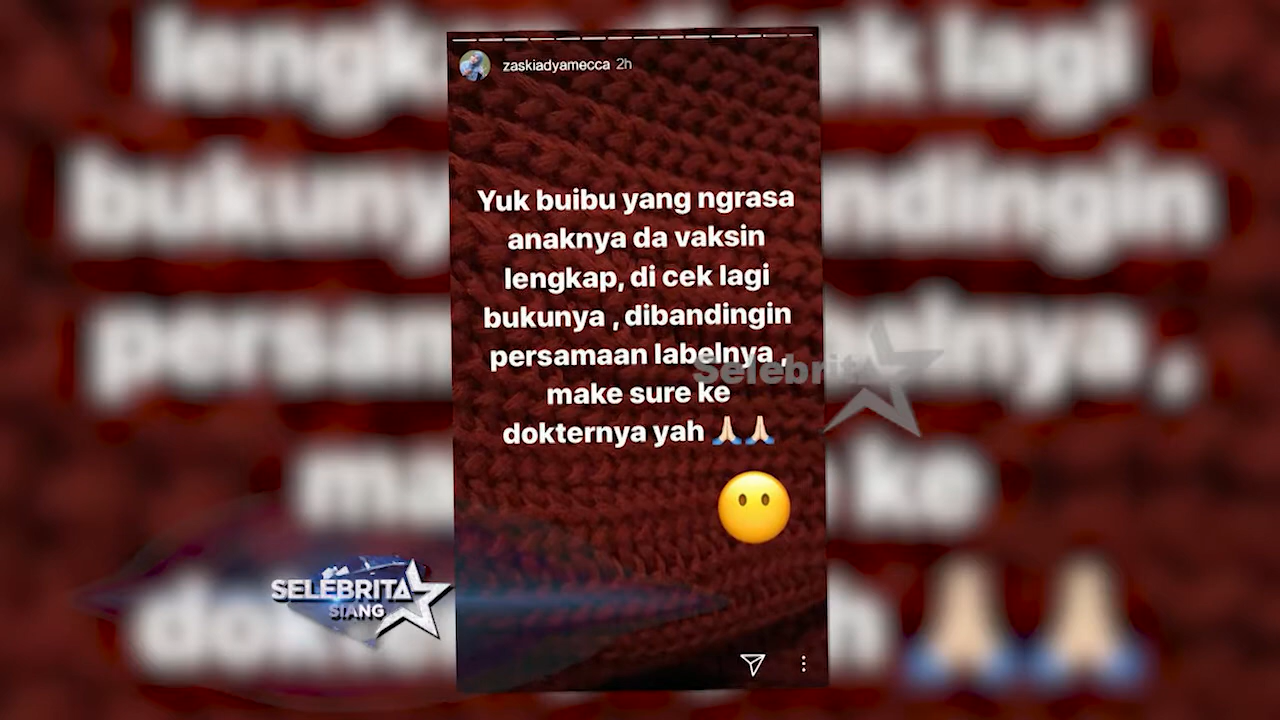 zaskiadyamecca 2h
Yuk buibu yang ngrasa
anaknya da vaksin
lengkap, di cek lagi
bukunya , dibandingin
persamaan labelnya ,
make sure ke
dokternya yah 🙏🏻🙏🏻
😶
Selebrita
SELEBRITA
SIANG